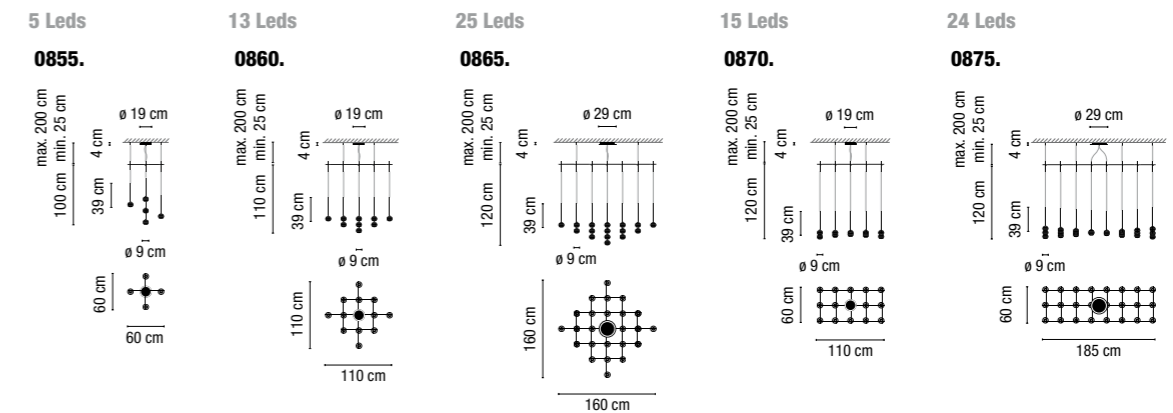 5 Leds
0855.
max. 200 cm
min. 25 cm
4 cm
ø 19 cm
100 cm
39 cm
ø 9 cm
60 cm
60 cm
13 Leds
0860.
max. 200 cm
min. 25 cm
4 cm
ø 19 cm
110 cm
39 cm
ø 9 cm
110 cm
110 cm
25 Leds
0865.
max. 200 cm
min. 25 cm
4 cm
ø 29 cm
120 cm
39 cm
ø 9 cm
160 cm
160 cm
15 Leds
0870.
max. 200 cm
min. 25 cm
4 cm
ø 19 cm
120 cm
39 cm
ø 9 cm
60 cm
110 cm
24 Leds
0875.
max. 200 cm
min. 25 cm
4 cm
ø 29 cm
120 cm
39 cm
ø 9 cm
60 cm
185 cm